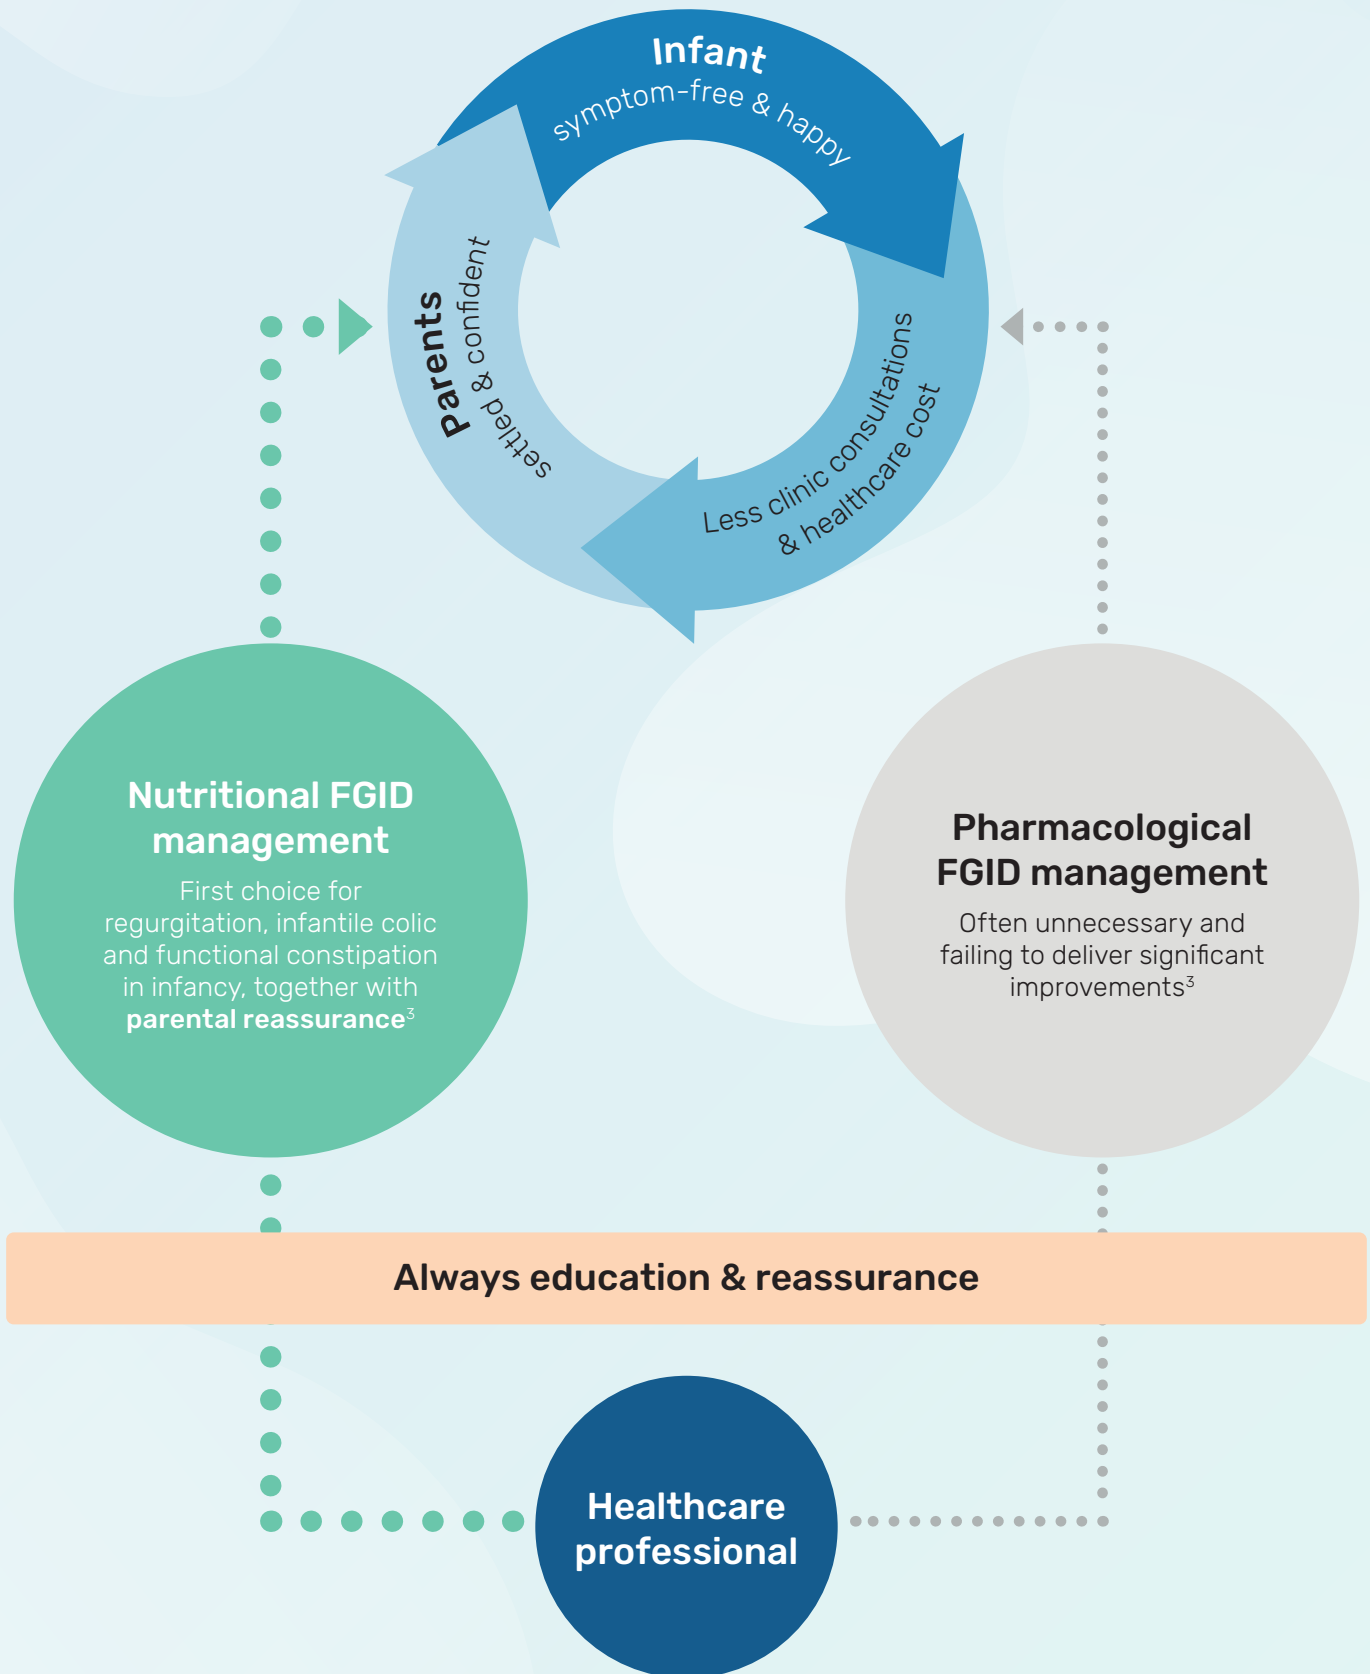 Infant
symptom-free & happy
Parents
settled & confident
Less clinic consultations
& healthcare cost
Nutritional FGID
management
First choice for
regurgitation, infantile colic
and functional constipation
in infancy, together with
parental reassurance³
Pharmacological
FGID management
Often unnecessary and
failing to deliver significant
improvements³
Always education & reassurance
Healthcare
professional